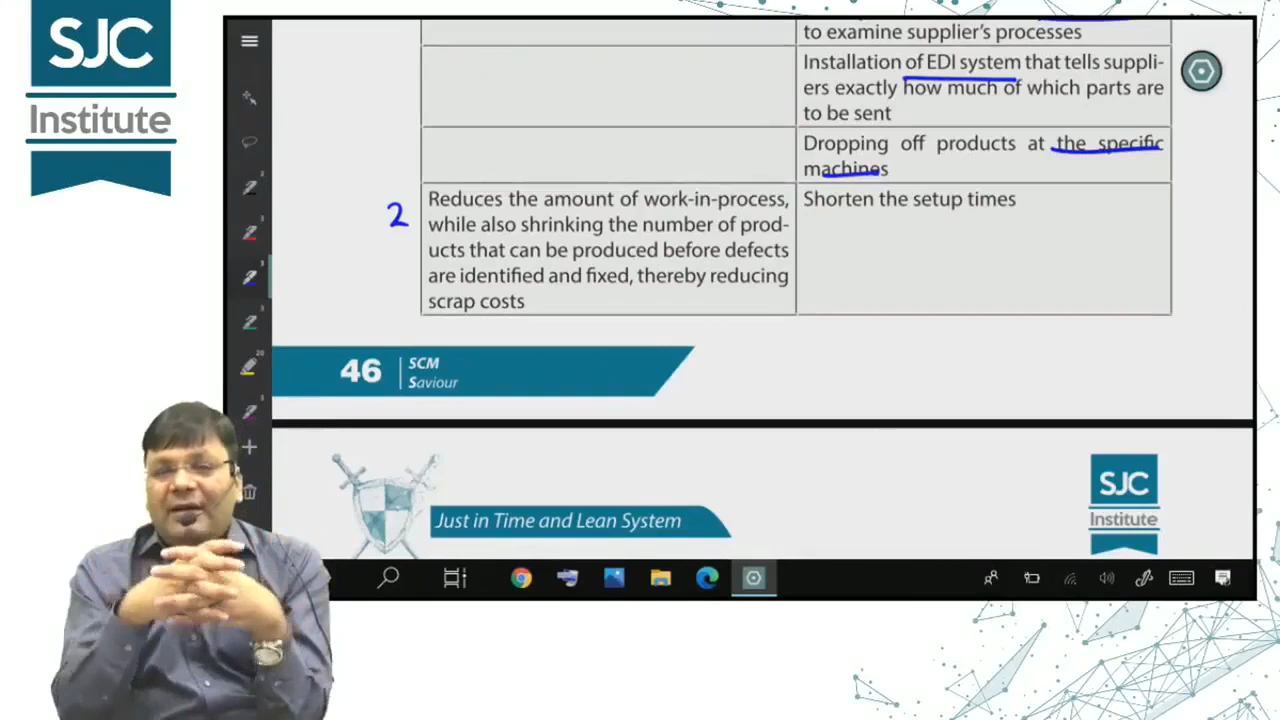 SJC
Institute
to examine supplier's processes
Installation of EDI system that tells suppli-
ers exactly how much of which parts are
to be sent
Dropping off products at the specific
machines
2
Reduces the amount of work-in-process,
while also shrinking the number of prod-
ucts that can be produced before defects
are identified and fixed, thereby reducing
scrap costs
Shorten the setup times
46
SCM
Saviour
Just in Time and Lean System
SJC
Institute